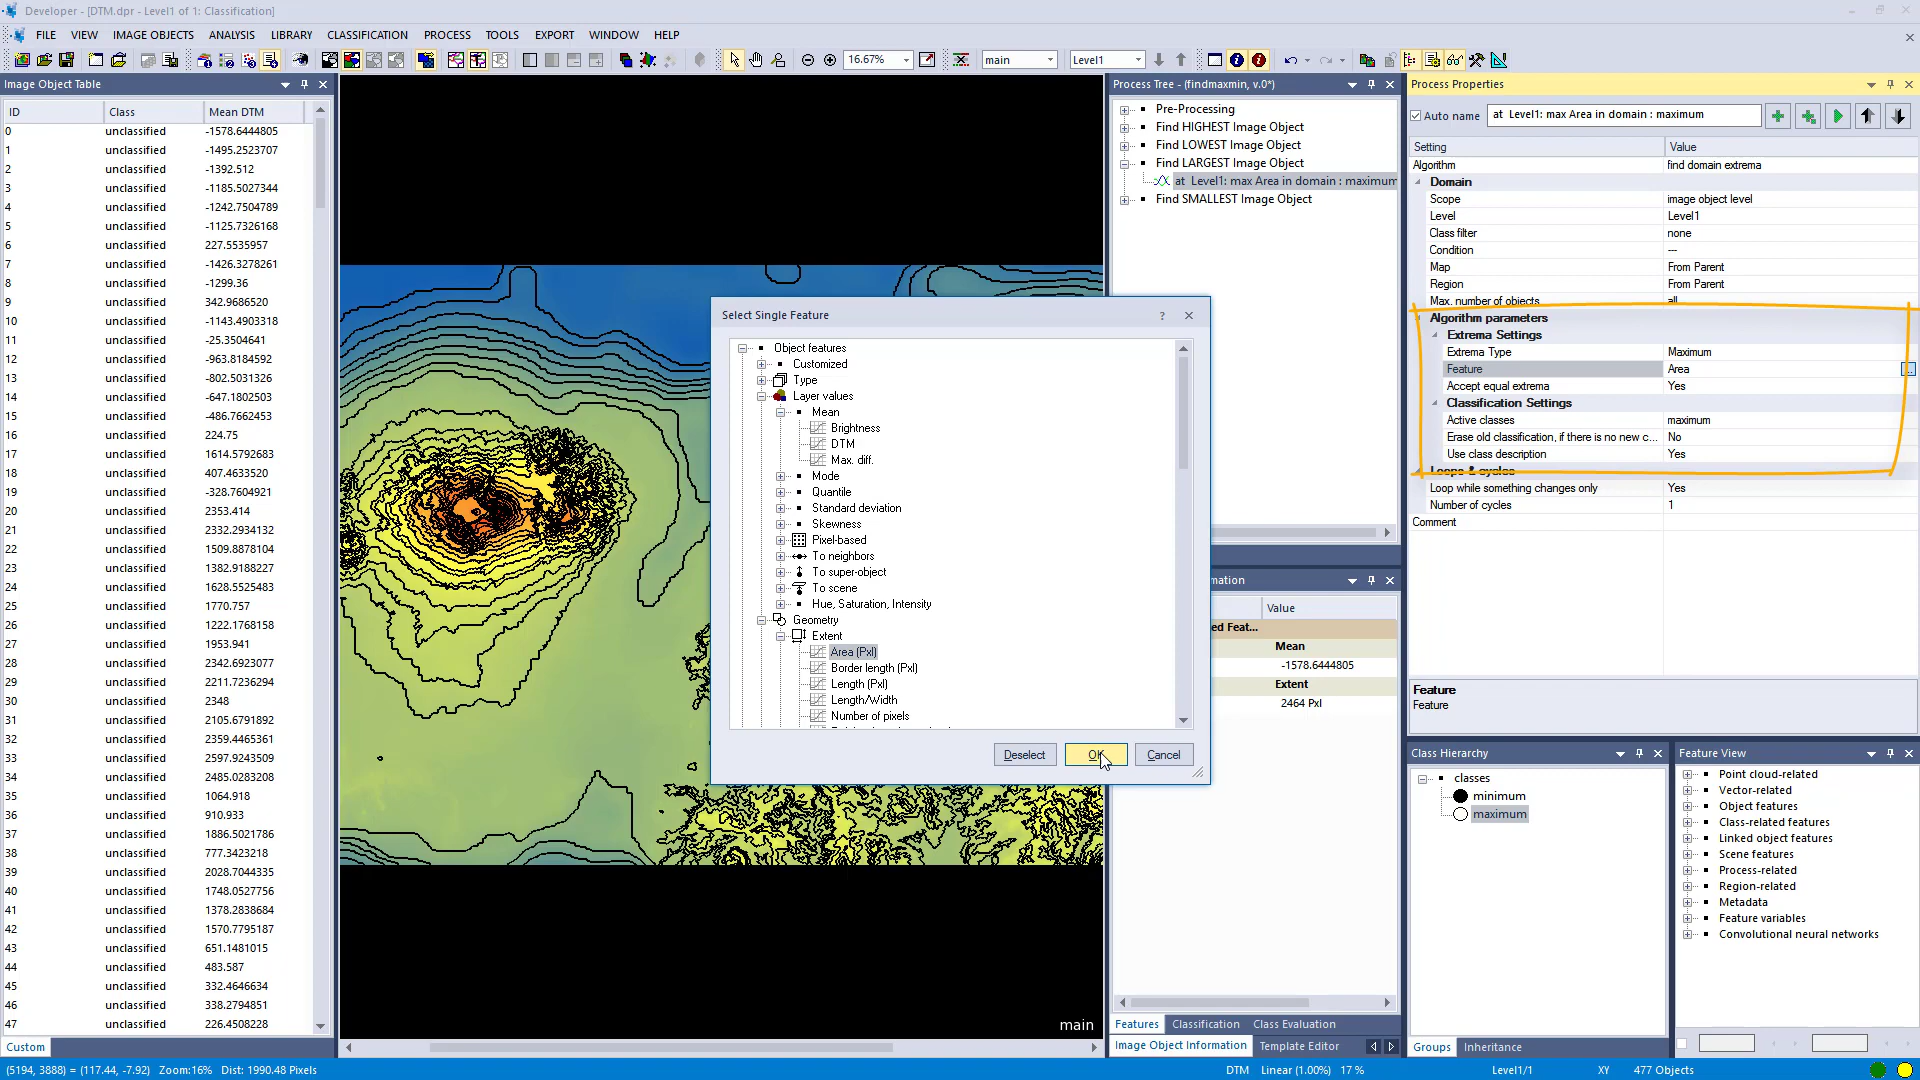 Developer - [DTM.dpr - Level1 of 1: Classification]
FILE VIEW IMAGE OBJECTS ANALYSIS LIBRARY CLASSIFICATION PROCESS TOOLS EXPORT WINDOW HELP
16.67% main Level1
Image Object Table
ID Class Mean DTM
0 unclassified -1578.6444805
1 unclassified -1495.2523707
2 unclassified -1392.512
3 unclassified -1185.5027344
4 unclassified -1242.7504789
5 unclassified -1125.7326168
6 unclassified 227.5535957
7 unclassified -1426.3278261
8 unclassified -1299.36
9 unclassified 342.9686520
10 unclassified -1143.4903318
11 unclassified -25.3504641
12 unclassified -963.8184592
13 unclassified -802.5031326
14 unclassified -647.1802503
15 unclassified -486.7662453
16 unclassified 224.75
17 unclassified 1614.5792683
18 unclassified 407.4633520
19 unclassified -328.7604921
20 unclassified 2353.414
21 unclassified 2332.2934132
22 unclassified 1509.8878104
23 unclassified 1382.9188227
24 unclassified 1628.5525483
25 unclassified 1770.757
26 unclassified 1222.1768158
27 unclassified 1953.941
28 unclassified 2342.6923077
29 unclassified 2211.7236294
30 unclassified 2348
31 unclassified 2105.6791892
32 unclassified 2359.4465361
33 unclassified 2597.9243509
34 unclassified 2485.0283208
35 unclassified 1064.918
36 unclassified 910.933
37 unclassified 1886.5021786
38 unclassified 777.3423218
39 unclassified 2028.7044335
40 unclassified 1748.0527756
41 unclassified 1378.2838684
42 unclassified 1570.7795187
43 unclassified 651.1481015
44 unclassified 483.587
45 unclassified 332.4646634
46 unclassified 338.2794851
47 unclassified 226.4508228
Custom
main
Select Single Feature
Object features
Customized
Type
Layer values
Mean
Brightness
DTM
Max. diff.
Mode
Quantile
Standard deviation
Skewness
Pixel-based
To neighbors
To super-object
To scene
Hue, Saturation, Intensity
Geometry
Extent
Area (Pxl)
Border length (Pxl)
Length (Pxl)
Length/Width
Number of pixels
Deselect OK Cancel
Process Tree - (findmaxmin, v.0*)
Pre-Processing
Find HIGHEST Image Object
Find LOWEST Image Object
Find LARGEST Image Object
at Level1: max Area in domain : maximum
Find SMALLEST Image Object
mation
Value
ed Feat...
Mean
-1578.6444805
Extent
2464 Pxl
Features Classification Class Evaluation
Image Object Information Template Editor
Process Properties
Auto name at Level1: max Area in domain : maximum
Setting Value
Algorithm find domain extrema
Domain
Scope image object level
Level Level1
Class filter none
Condition ---
Map From Parent
Region From Parent
Max. number of objects all
Algorithm parameters
Extrema Settings
Extrema Type Maximum
Feature Area
Accept equal extrema Yes
Classification Settings
Active classes maximum
Erase old classification, if there is no new c... No
Use class description Yes
Loops & cycles
Loop while something changes only Yes
Number of cycles 1
Comment
Feature
Feature
Class Hierarchy
classes
minimum
maximum
Groups Inheritance
Feature View
Point cloud-related
Vector-related
Object features
Class-related features
Linked object features
Scene features
Process-related
Region-related
Metadata
Feature variables
Convolutional neural networks
(5194, 3888) = (117.44, -7.92) Zoom:16% Dist: 1990.48 Pixels DTM Linear (1.00%) 17 % Level1/1 XY 477 Objects